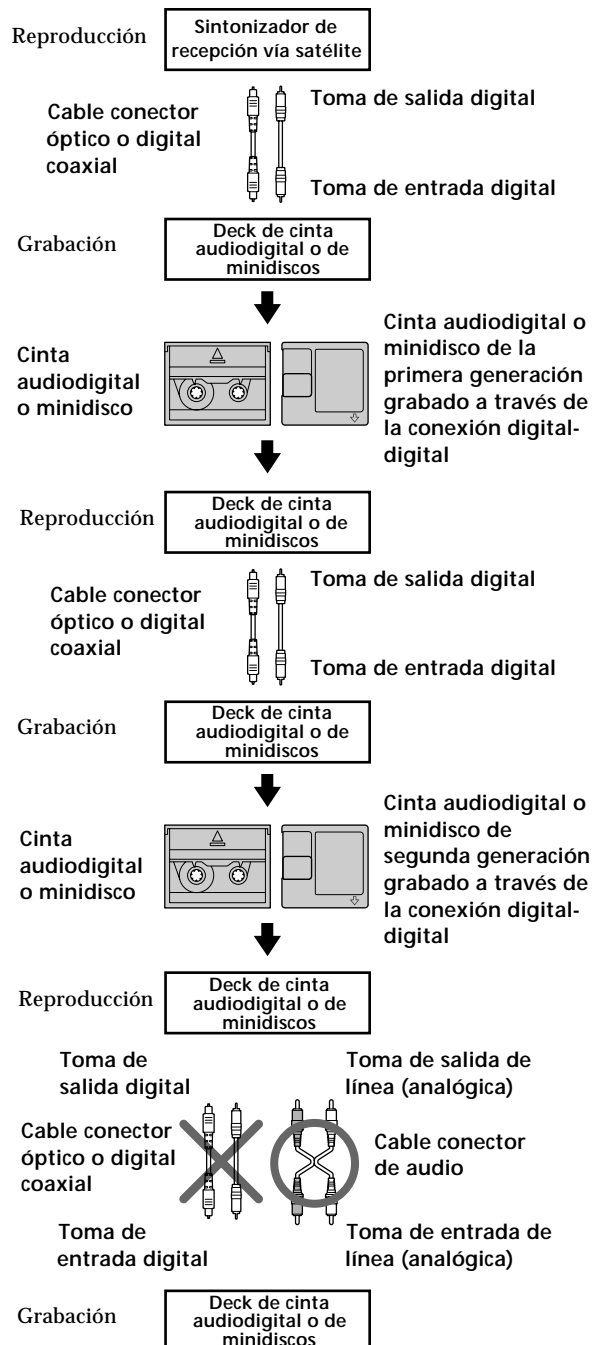 Reproducción
Sintonizador de
recepción vía satélite
Cable conector
óptico o digital
coaxial
Toma de salida digital
Toma de entrada digital
Grabación
Deck de cinta
audiodigital o de
minidiscos
Cinta
audiodigital
o minidisco
Cinta audiodigital o
minidisco de la
primera generación
grabado a través de
la conexión digital-
digital
Reproducción
Deck de cinta
audiodigital o de
minidiscos
Cable conector
óptico o digital
coaxial
Toma de salida digital
Toma de entrada digital
Grabación
Deck de cinta
audiodigital o de
minidiscos
Cinta
audiodigital
o minidisco
Cinta audiodigital o
minidisco de
segunda generación
grabado a través de
la conexión digital-
digital
Reproducción
Deck de cinta
audiodigital o de
minidiscos
Toma de
salida digital
Toma de salida de
línea (analógica)
Cable conector
óptico o digital
coaxial
Cable conector
de audio
Toma de
entrada digital
Toma de entrada de
línea (analógica)
Grabación
Deck de cinta
audiodigital o de
minidiscos